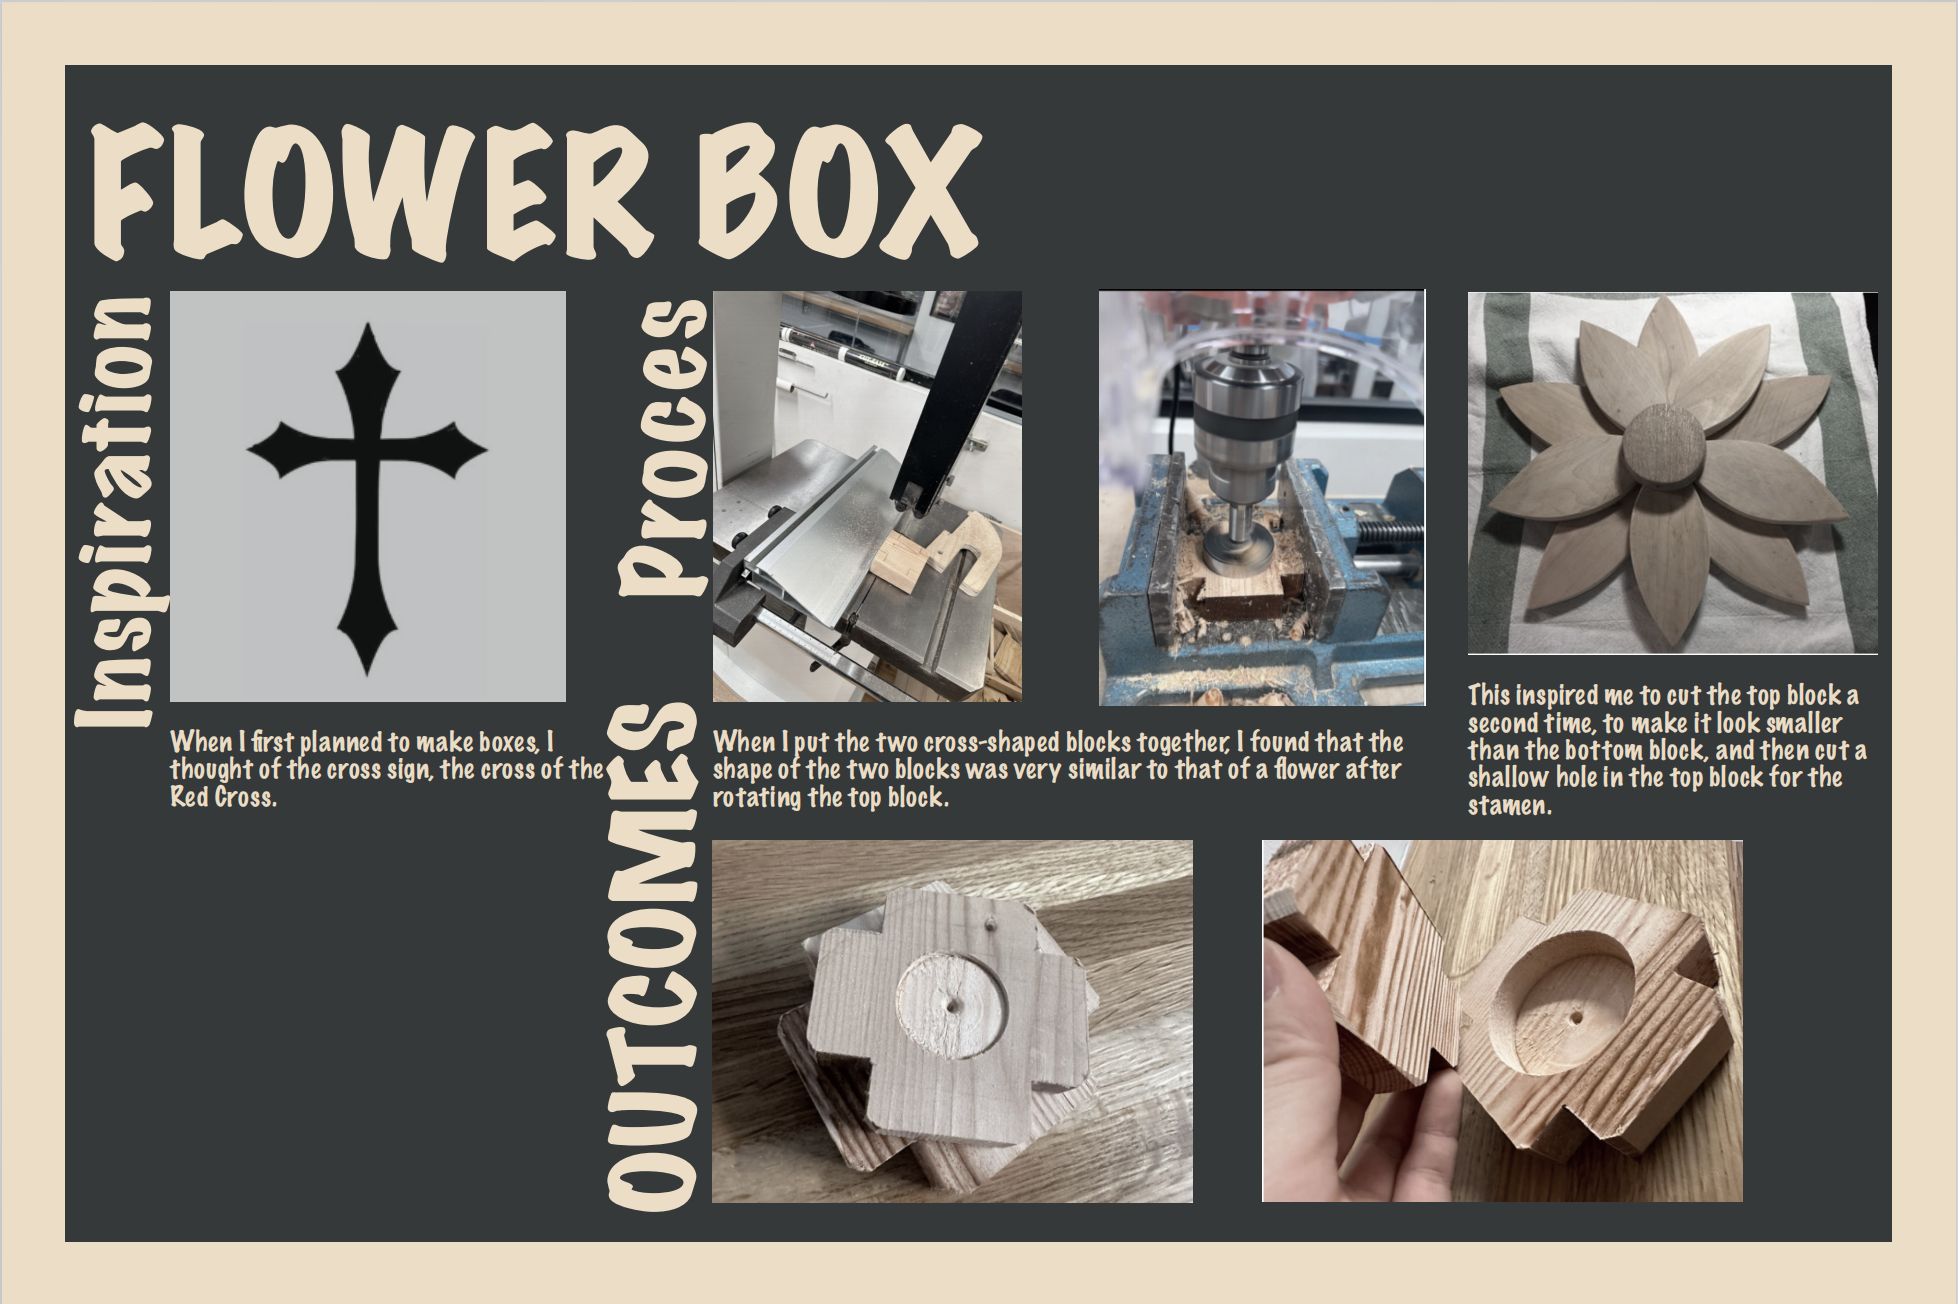 FLOWER BOX
Inspiration
When I first planned to make boxes, I
thought of the cross sign, the cross of the
Red Cross.
Proces
When I put the two cross-shaped blocks together, I found that the
shape of the two blocks was very similar to that of a flower after
rotating the top block.
This inspired me to cut the top block a
second time, to make it look smaller
than the bottom block, and then cut a
shallow hole in the top block for the
stamen.
OUTCOMES